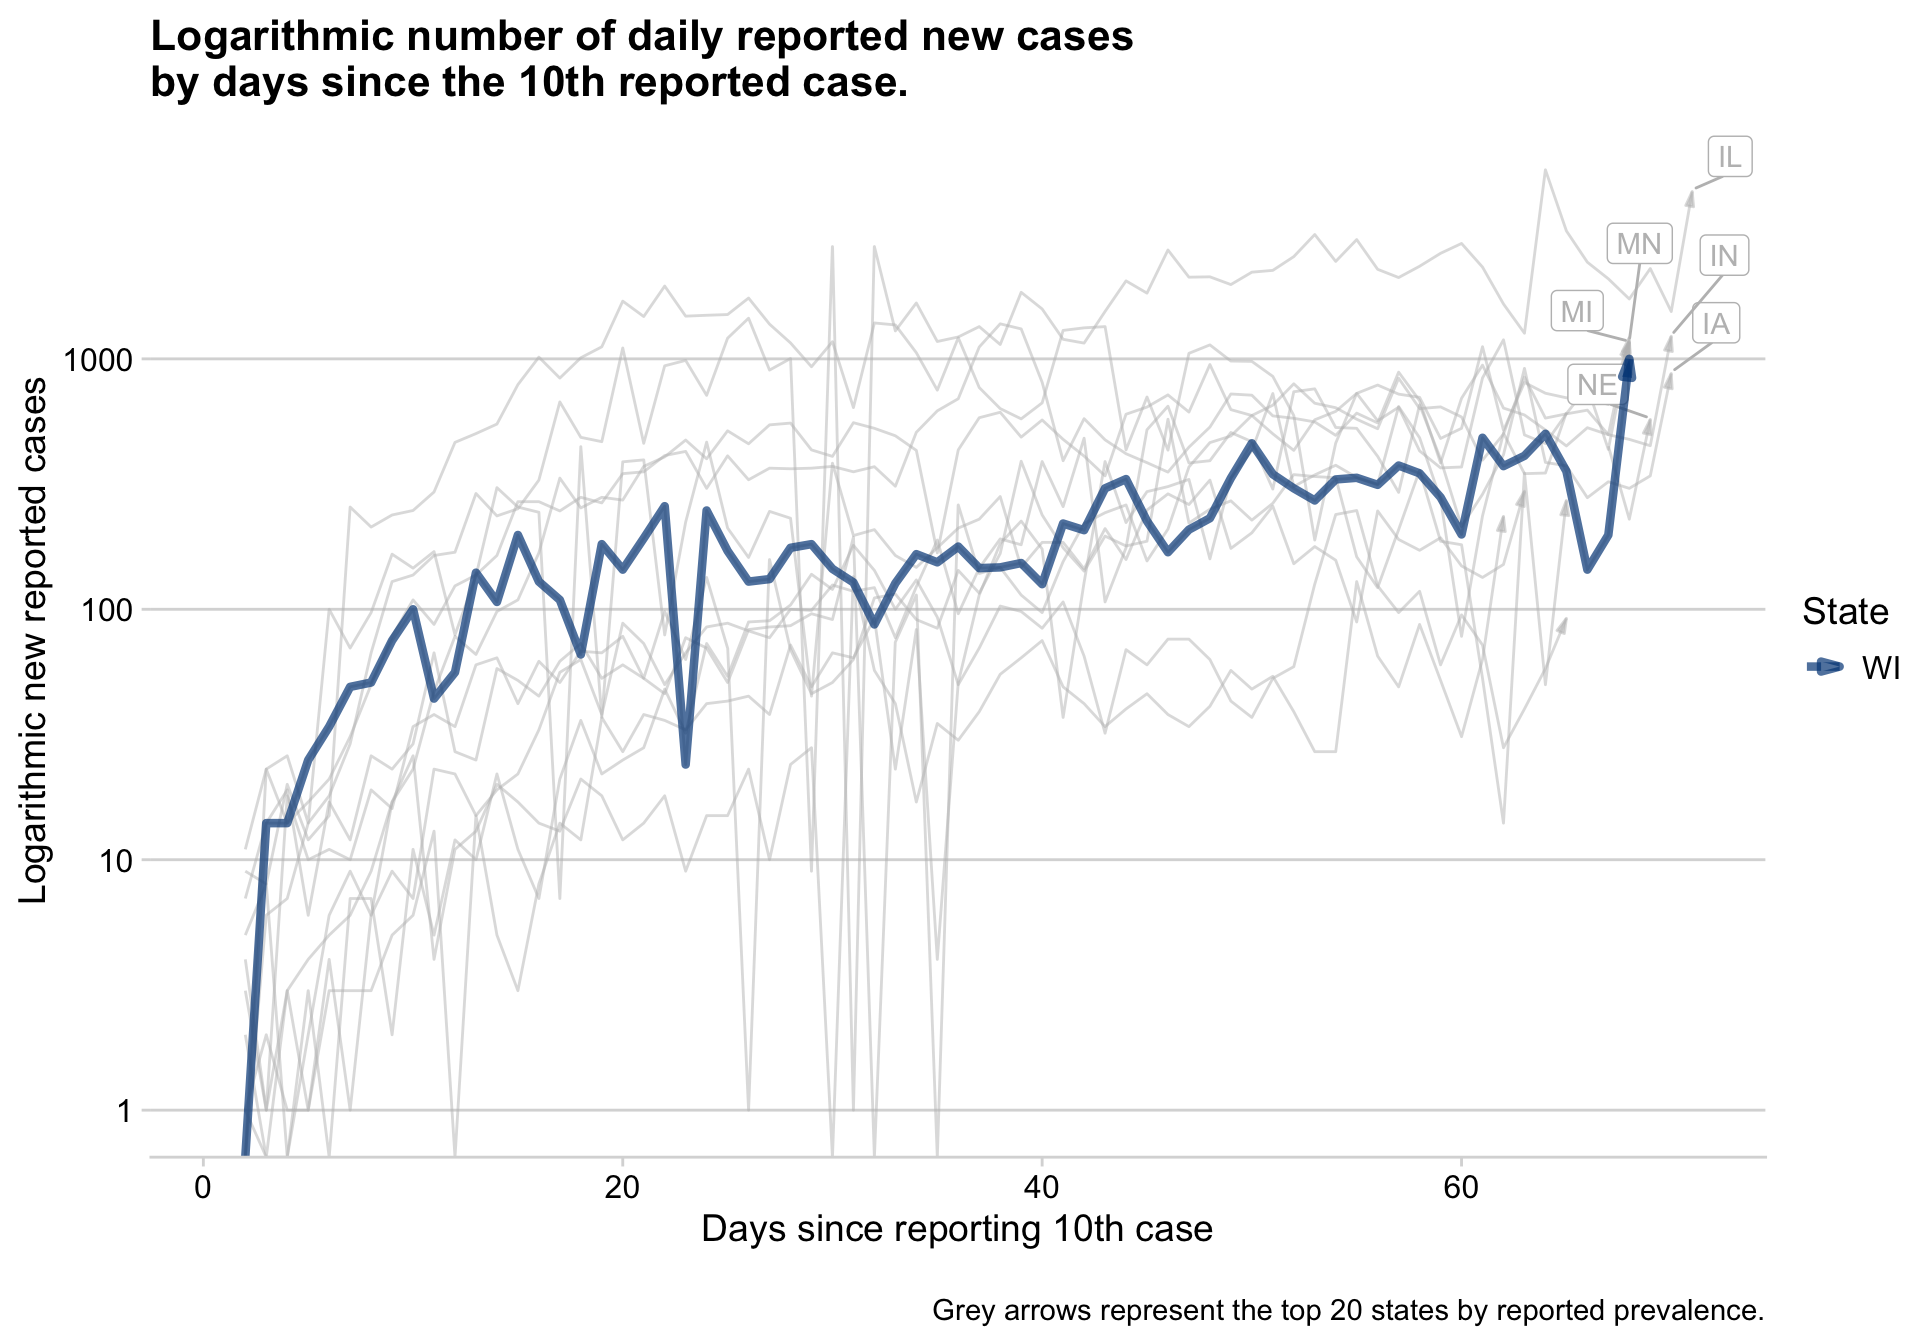 Logarithmic number of daily reported new cases
by days since the 10th reported case.
IL
MN
IN
MI
IA
NE
1000
100
10
1
Logarithmic new reported cases
0
20
40
60
Days since reporting 10th case
State
WI
Grey arrows represent the top 20 states by reported prevalence.